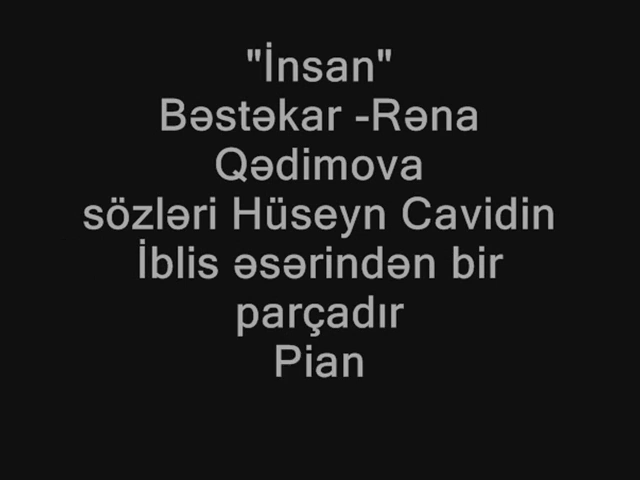 "İnsan"
Bəstəkar -Rəna
Qədimova
sözləri Hüseyn Cavidin
İblis əsərindən bir
parçadır
Pian